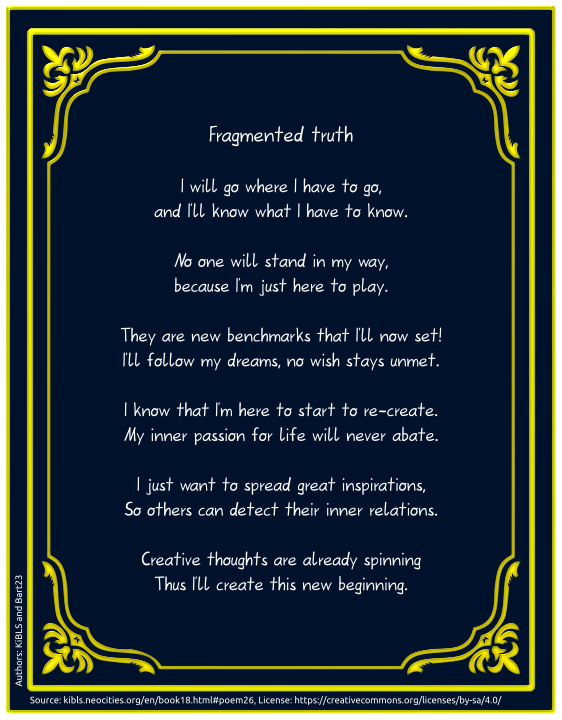 Fragmented truth
I will go where I have to go,
and I'll know what I have to know.
No one will stand in my way,
because I'm just here to play.
They are new benchmarks that I'll now set!
I'll follow my dreams, no wish stays unmet.
I know that I'm here to start to re-create.
My inner passion for life will never abate.
I just want to spread great inspirations,
So others can detect their inner relations.
Creative thoughts are already spinning
Thus I'll create this new beginning.
Authors: KiBLS and Bart23
Source: kibls.neocities.org/en/book18.html#poem26, License: https://creativecommons.org/licenses/by-sa/4.0/